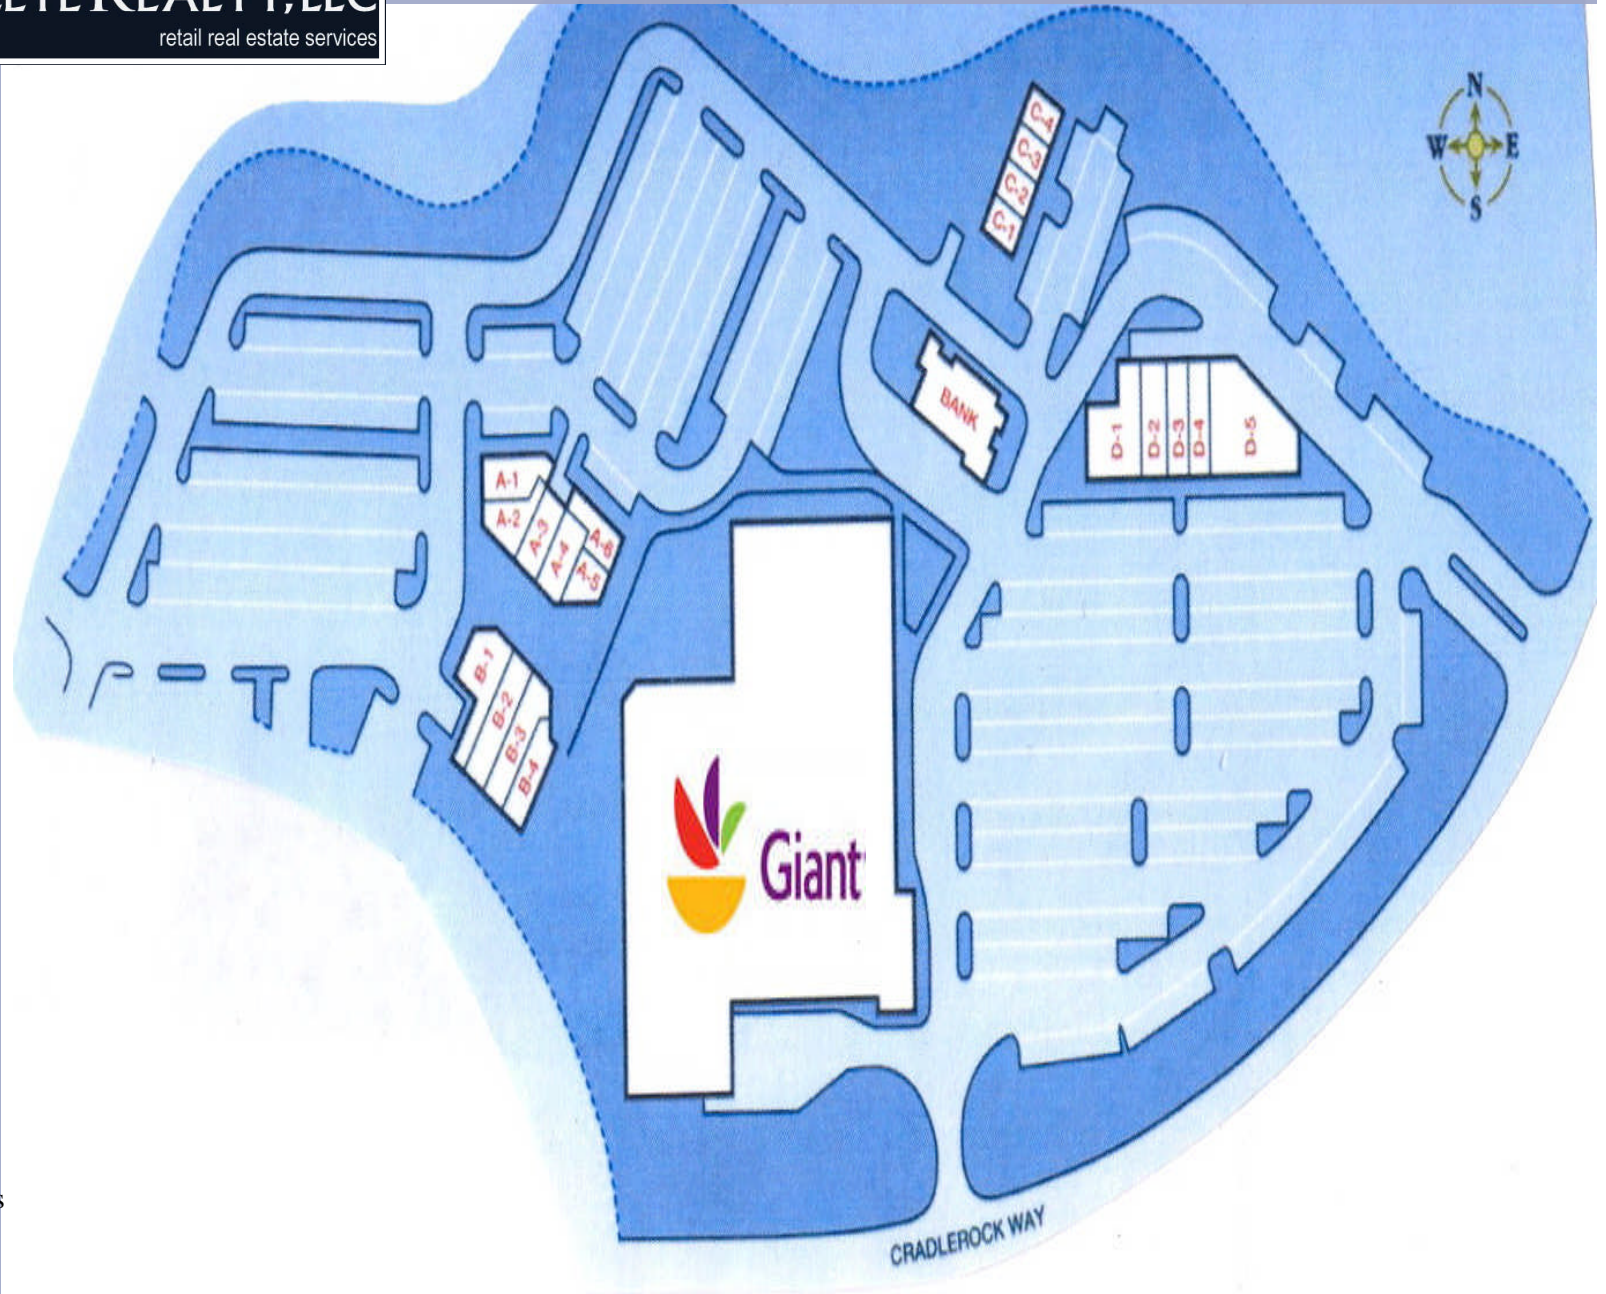 retail real estate services
N
W E
S
C-4
C-3
C-2
C-1
BANK
D-1
D-2
D-3
D-4
D-5
A-1
A-2
A-3
A-4
A-6
A-5
B-1
B-2
B-3
B-4
Giant
CRADLEROCK WAY